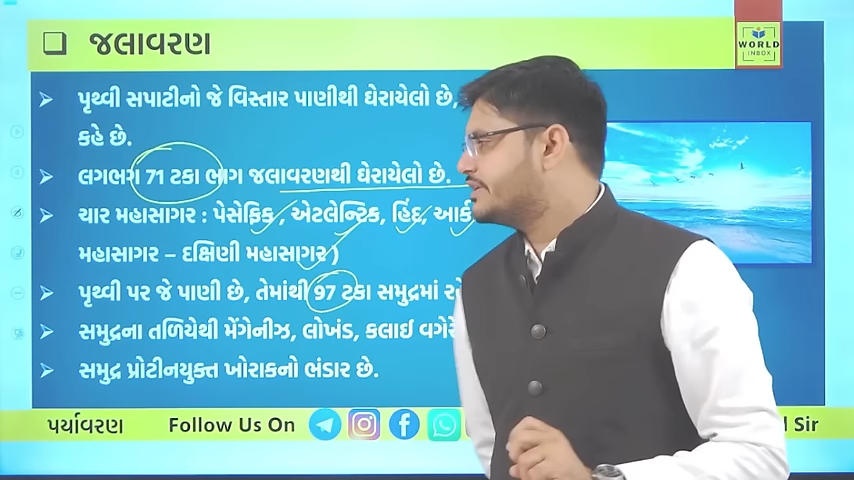 ❑ જલાવરણ
WORLD
INBOX
➤ પૃથ્વી સપાટીનો જે વિસ્તાર પાણીથી ઘેરાયેલો છે,
કહે છે.
➤ લગભગ 71 ટકા ભાગ જલાવરણથી ઘેરાયેલો છે.
➤ ચાર મહાસાગર : પેસેફિક, એટલેન્ટિક, હિંદ,
મહાસાગર – દક્ષિણી મહાસાગર )
➤ પૃથ્વી પર જે પાણી છે, તેમાંથી 97 ટકા સમુદ્રમાં
➤ સમુદ્રના તળિયેથી મેંગેનીઝ, લોખંડ, કલાઈ વગેરે
➤ સમુદ્ર પ્રોટીનયુક્ત ખોરાકનો ભંડાર છે.
પર્યાવરણ Follow Us On Sir